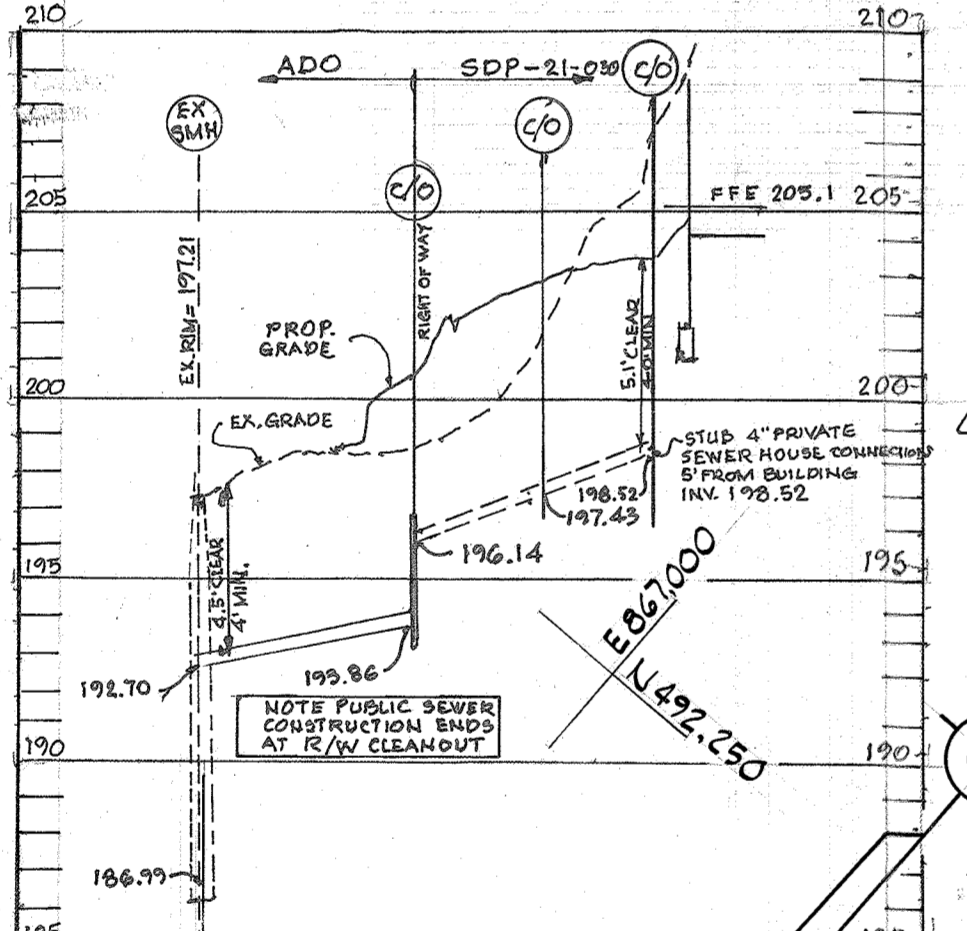 210
210
ADO
SDP-21-030
C/O
EX
SMH
C/O
C/O
205
FFE 205.1
205
EX. RIM = 197.21
RIGHT OF WAY
PROP.
GRADE
5.1' CLEAR
4.0' MIN
200
200
EX. GRADE
STUB 4" PRIVATE
SEWER HOUSE CONNECTIONS
5' FROM BUILDING
INV. 198.52
198.52
197.43
196.14
195
195
4.5' CLEAR
4' MIN.
E 867,000
N 492,250
193.86
192.70
NOTE PUBLIC SEWER
CONSTRUCTION ENDS
AT R/W CLEANOUT
190
190
186.99